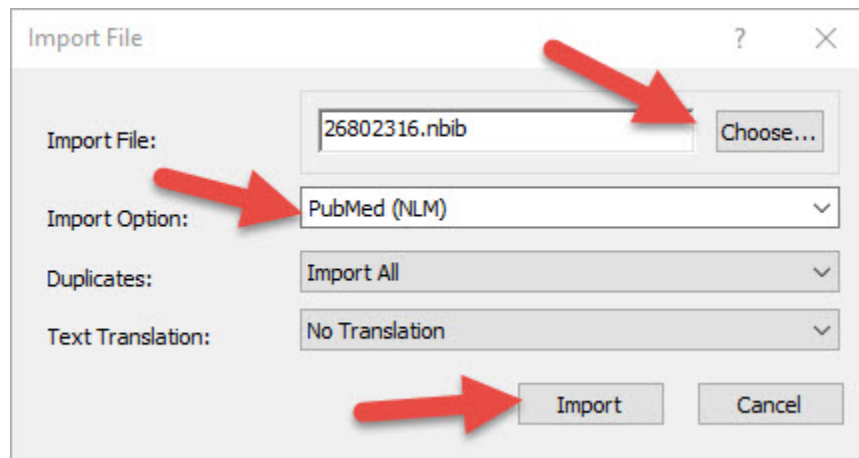 Import File
?
Import File:
26802316.nbib
Choose...
Import Option:
PubMed (NLM)
Duplicates:
Import All
Text Translation:
No Translation
Import
Cancel